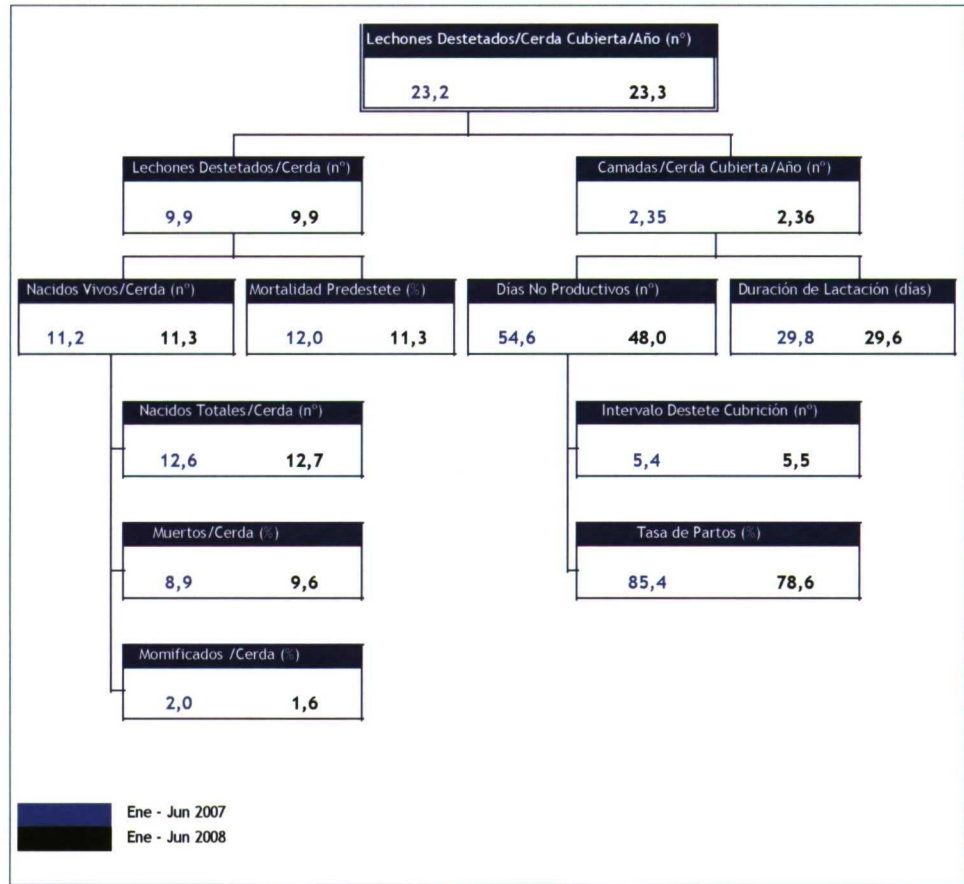 Lechones Destetados/Cerda Cubierta/Año (nº)
23,2 23,3
Lechones Destetados/Cerda (nº)
9,9 9,9
Camadas/Cerda Cubierta/Año (nº)
2,35 2,36
Nacidos Vivos/Cerda (nº)
11,2 11,3
Mortalidad Predestete (%)
12,0 11,3
Días No Productivos (nº)
54,6 48,0
Duración de Lactación (días)
29,8 29,6
Nacidos Totales/Cerda (nº)
12,6 12,7
Intervalo Destete Cubrición (nº)
5,4 5,5
Muertos/Cerda (%)
8,9 9,6
Tasa de Partos (%)
85,4 78,6
Momificados /Cerda (%)
2,0 1,6
Ene - Jun 2007
Ene - Jun 2008